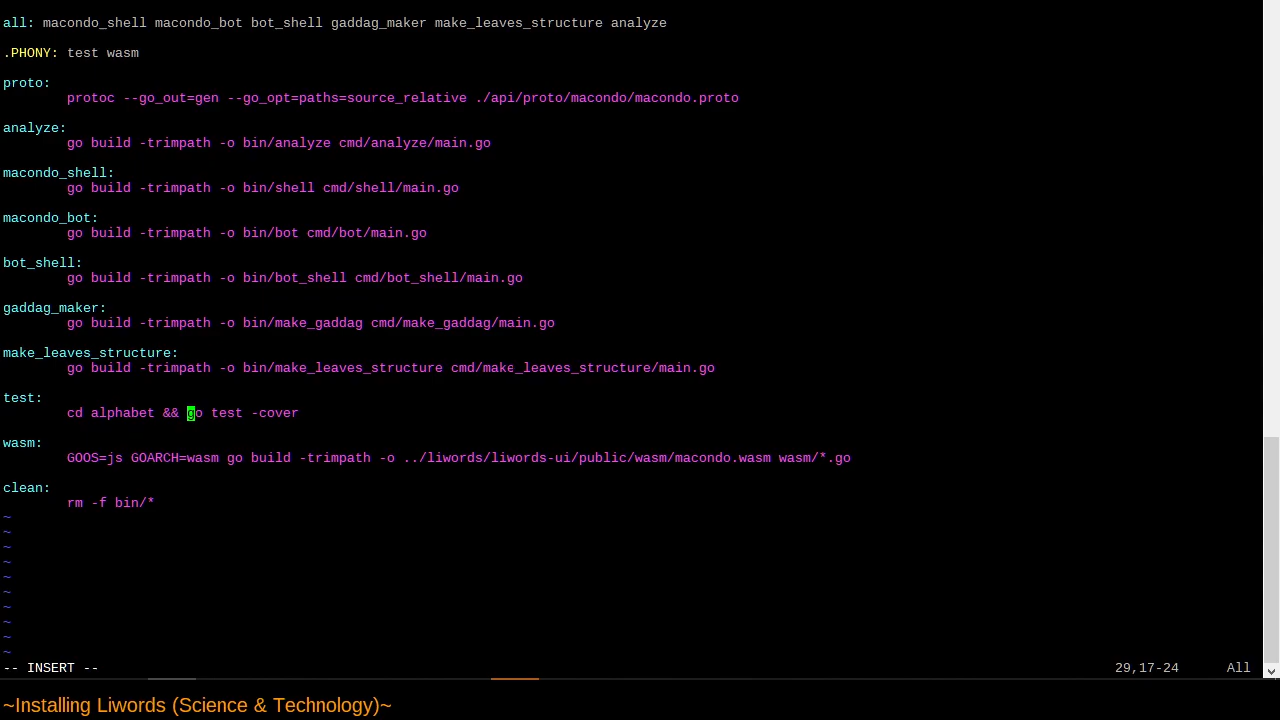 all: macondo_shell macondo_bot bot_shell gaddag_maker make_leaves_structure analyze
.PHONY: test wasm
proto:
protoc --go_out=gen --go_opt=paths=source_relative ./api/proto/macondo/macondo.proto
analyze:
go build -trimpath -o bin/analyze cmd/analyze/main.go
macondo_shell:
go build -trimpath -o bin/shell cmd/shell/main.go
macondo_bot:
go build -trimpath -o bin/bot cmd/bot/main.go
bot_shell:
go build -trimpath -o bin/bot_shell cmd/bot_shell/main.go
gaddag_maker:
go build -trimpath -o bin/make_gaddag cmd/make_gaddag/main.go
make_leaves_structure:
go build -trimpath -o bin/make_leaves_structure cmd/make_leaves_structure/main.go
test:
cd alphabet && go test -cover
wasm:
GOOS=js GOARCH=wasm go build -trimpath -o ../liwords/liwords-ui/public/wasm/macondo.wasm wasm/*.go
clean:
rm -f bin/*
~
~
~
~
~
~
~
~
~
~
-- INSERT -- 29,17-24 All
~Installing Liwords (Science & Technology)~